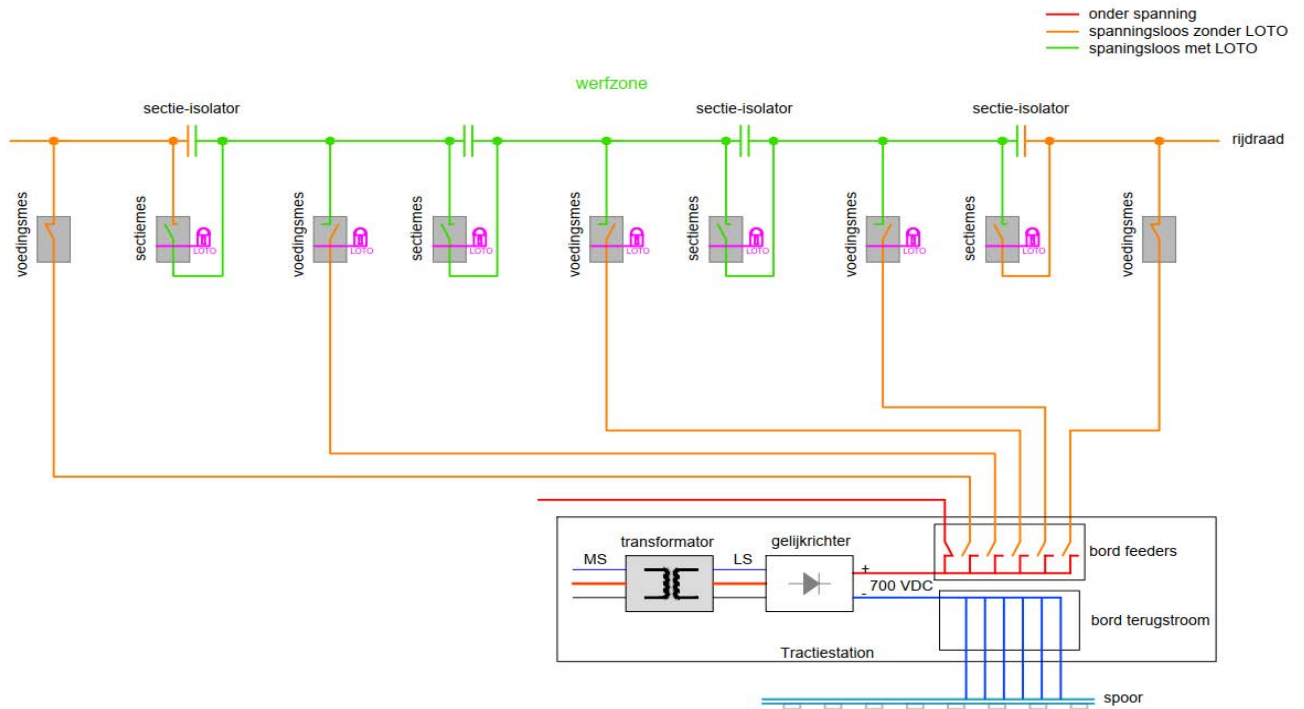 onder spanning
spanningsloos zonder LOTO
spaningsloos met LOTO
werfzone
sectie-isolator
sectie-isolator
sectie-isolator
rijdraad
voedingsmes
sectiemes
LOTO
voedingsmes
LOTO
sectiemes
LOTO
voedingsmes
LOTO
sectiemes
LOTO
voedingsmes
LOTO
sectiemes
LOTO
voedingsmes
transformator
gelijkrichter
bord feeders
MS
LS
+
700 VDC
-
bord terugstroom
Tractiestation
spoor